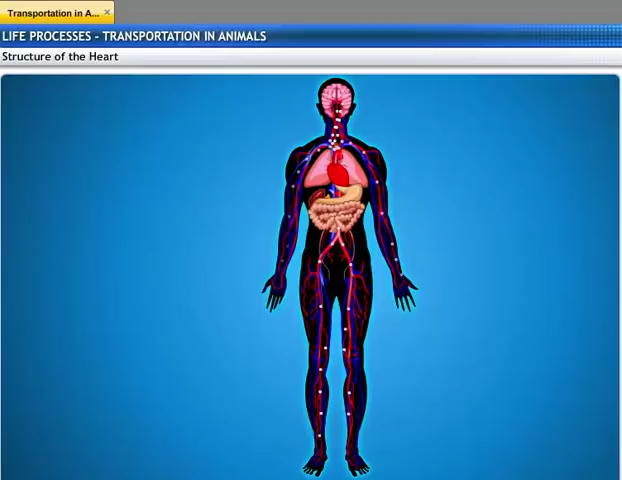 Transportation in A...
LIFE PROCESSES - TRANSPORTATION IN ANIMALS
Structure of the Heart